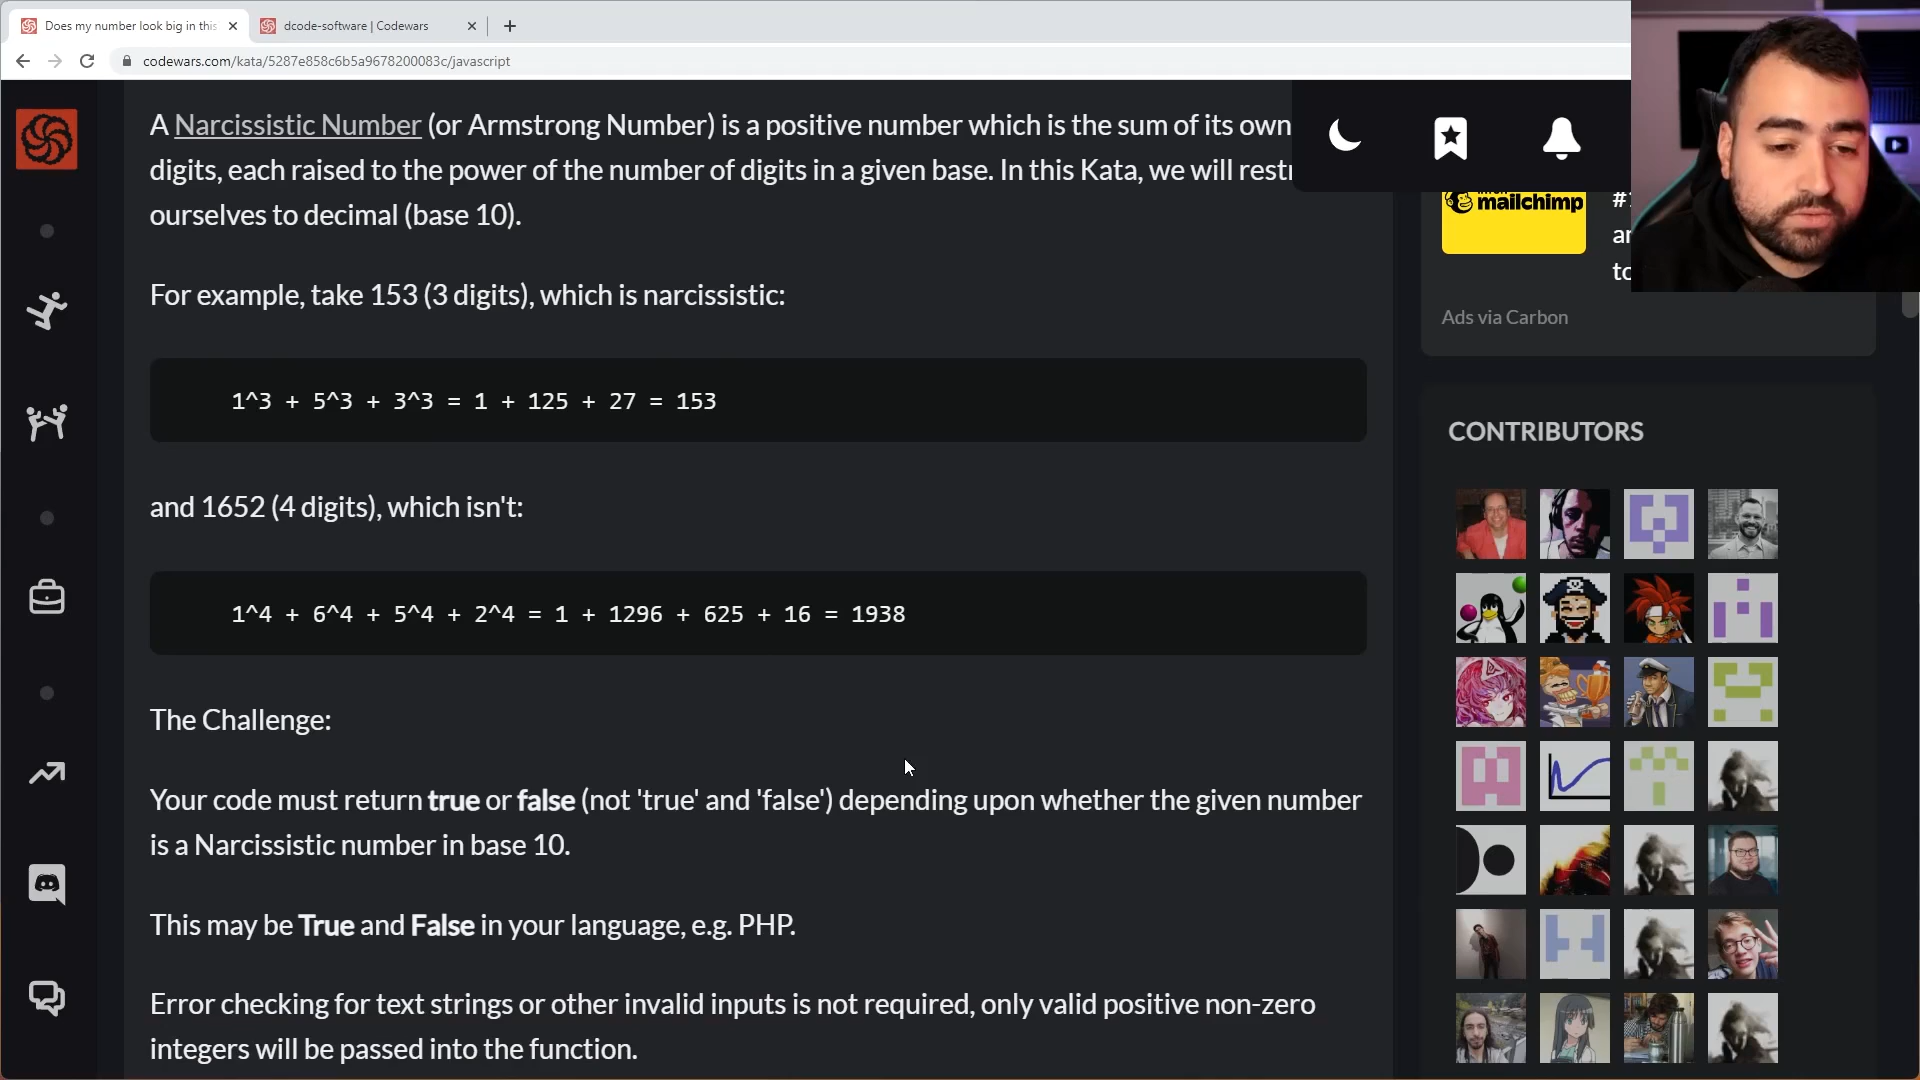 Does my number look big in this
dcode-software | Codewars
codewars.com/kata/5287e858c6b5a9678200083c/javascript
A Narcissistic Number (or Armstrong Number) is a positive number which is the sum of its own
digits, each raised to the power of the number of digits in a given base. In this Kata, we will restr
ourselves to decimal (base 10).
For example, take 153 (3 digits), which is narcissistic:
1^3 + 5^3 + 3^3 = 1 + 125 + 27 = 153
and 1652 (4 digits), which isn't:
1^4 + 6^4 + 5^4 + 2^4 = 1 + 1296 + 625 + 16 = 1938
The Challenge:
Your code must return true or false (not 'true' and 'false') depending upon whether the given number
is a Narcissistic number in base 10.
This may be True and False in your language, e.g. PHP.
Error checking for text strings or other invalid inputs is not required, only valid positive non-zero
integers will be passed into the function.
mailchimp
Ads via Carbon
CONTRIBUTORS